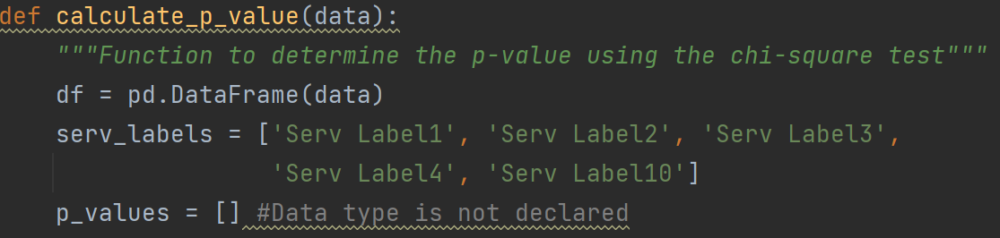 def calculate_p_value(data):
"""Function to determine the p-value using the chi-square test"""
df = pd.DataFrame(data)
serv_labels = ['Serv Label1', 'Serv Label2', 'Serv Label3',
'Serv Label4', 'Serv Label10']
p_values = [] #Data type is not declared